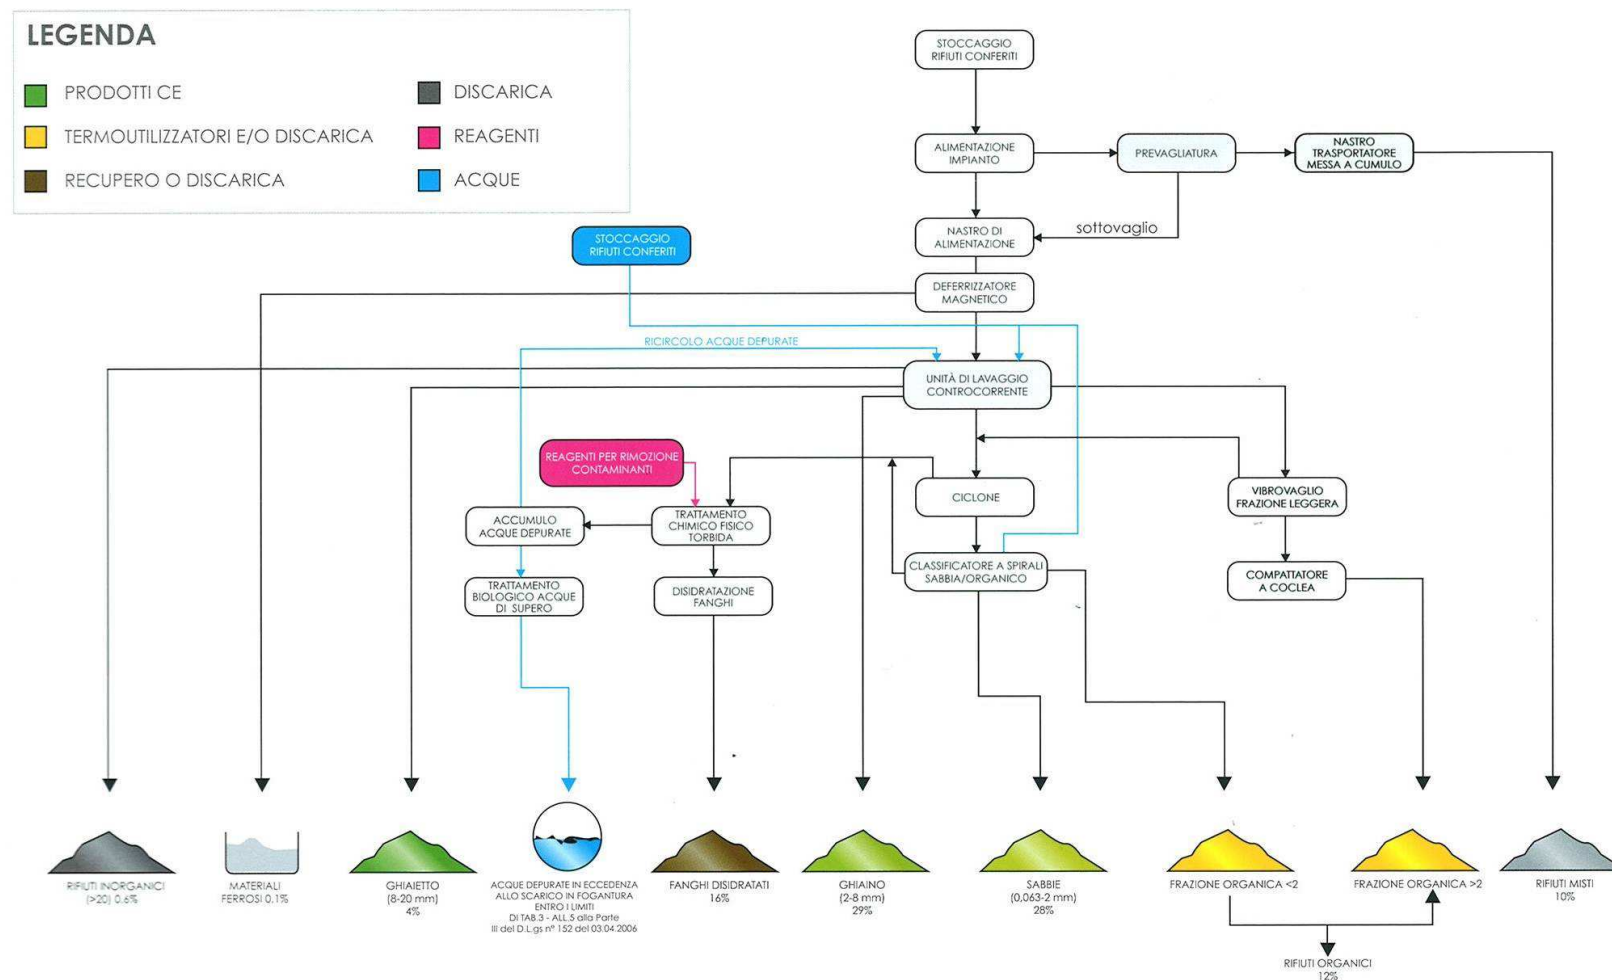 LEGENDA
PRODOTTI CE
TERMOUTILIZZATORI E/O DISCARICA
RECUPERO O DISCARICA
DISCARICA
REAGENTI
ACQUE
STOCCAGGIO
RIFIUTI CONFERITI
ALIMENTAZIONE
IMPIANTO
PREVAGLIATURA
NASTRO
TRASPORTATORE
MESSA A CUMULO
sottovaglio
NASTRO DI
ALIMENTAZIONE
STOCCAGGIO
RIFIUTI CONFERITI
DEFERRIZZATORE
MAGNETICO
RICIRCOLO ACQUE DEPURATE
UNITÀ DI LAVAGGIO
CONTROCORRENTE
REAGENTI PER RIMOZIONE
CONTAMINANTI
CICLONE
VIBROVAGLIO
FRAZIONE LEGGERA
ACCUMULO
ACQUE DEPURATE
TRATTAMENTO
CHIMICO FISICO
TORBIDA
CLASSIFICATORE A SPIRALI
SABBIA/ORGANICO
COMPATTATORE
A COCLEA
TRATTAMENTO
BIOLOGICO ACQUE
DI SUPERO
DISIDRATAZIONE
FANGHI
RIFIUTI INORGANICI
(>20) 0.6%
MATERIALI
FERROSI 0.1%
GHIAIETTO
(8-20 mm)
4%
ACQUE DEPURATE IN ECCEDENZA
ALLO SCARICO IN FOGANTURA
ENTRO I LIMITI
DI TAB.3 - ALL.5 alla Parte
III del D.L.gs n° 152 del 03.04.2006
FANGHI DISIDRATATI
16%
GHIAINO
(2-8 mm)
29%
SABBIE
(0,063-2 mm)
28%
FRAZIONE ORGANICA <2
FRAZIONE ORGANICA >2
RIFIUTI MISTI
10%
RIFIUTI ORGANICI
12%